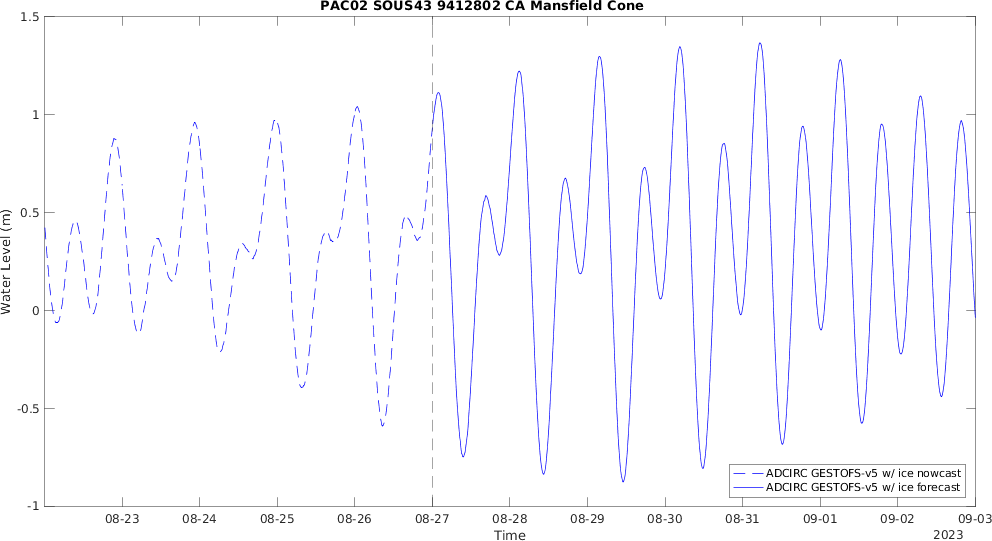 PAC02 SOUS43 9412802 CA Mansfield Cone
1.5
1
0.5
0
-0.5
-1
Water Level (m)
ADCIRC GESTOFS-v5 w/ ice nowcast
ADCIRC GESTOFS-v5 w/ ice forecast
08-23 08-24 08-25 08-26 08-27 08-28 08-29 08-30 08-31 09-01 09-02 09-03
Time
2023